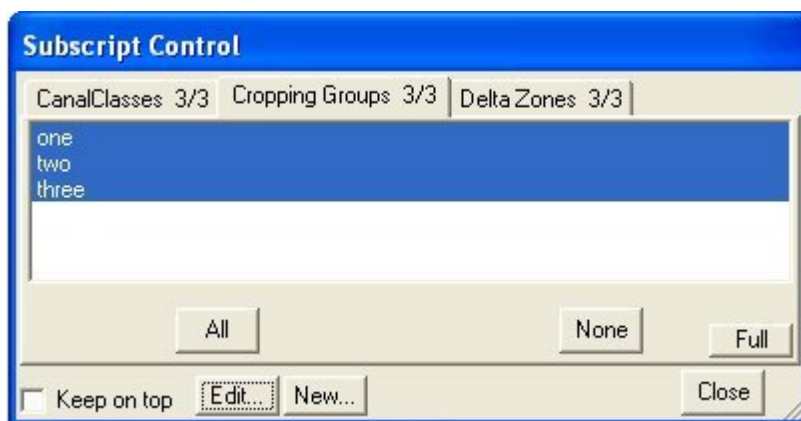 Subscript Control
CanalClasses 3/3 Cropping Groups 3/3 Delta Zones 3/3
one
two
three
All None Full
Keep on top Edit... New... Close